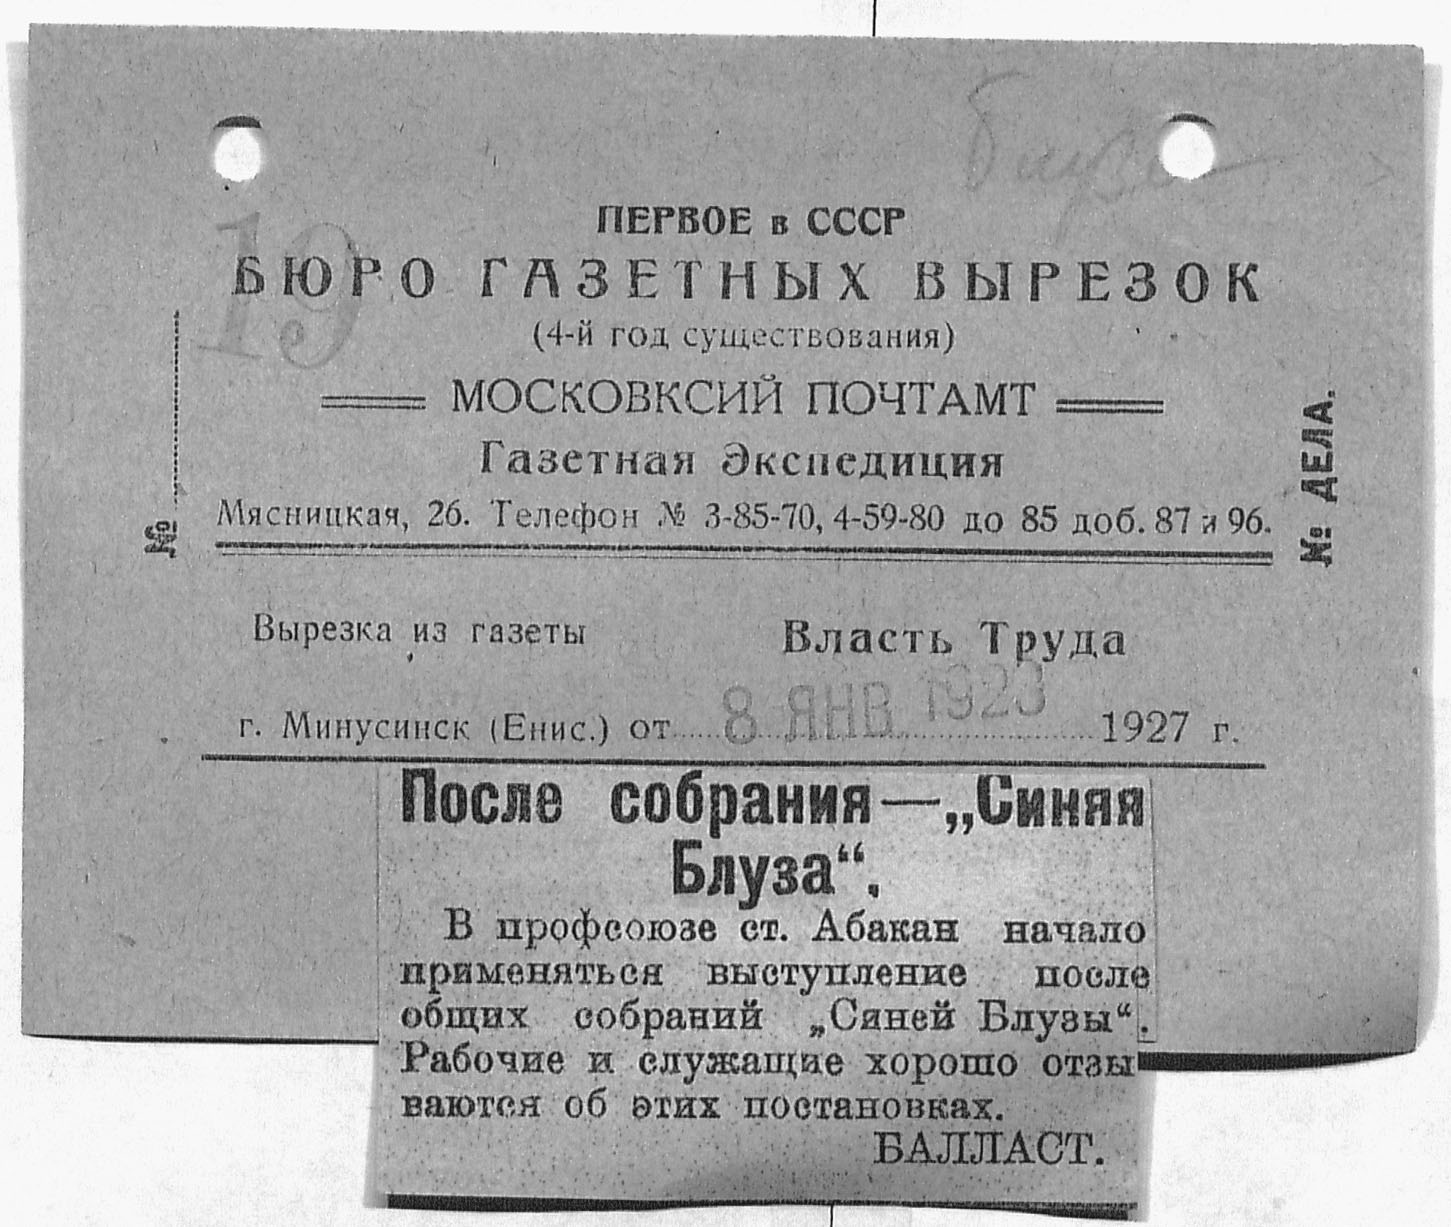 19
ПЕРВОЕ в СССР
БЮРО ГАЗЕТНЫХ ВЫРЕЗОК
(4-й год существования)
МОСКОВКСИЙ ПОЧТАМТ
Газетная Экспедиция
Мясницкая, 26. Телефон № 3-85-70, 4-59-80 до 85 доб. 87 и 96.
№
№ ДЕЛА.
Вырезка из газеты Власть Труда
г. Минусинск (Енис.) от 8 ЯНВ 1923 1927 г.
После собрания—„Синяя
Блуза“.
В профсоюзе ст. Абакан начало
применяться выступление после
общих собраний „Синей Блузы“.
Рабочие и служащие хорошо отзы
ваются об этих постановках.
БАЛЛАСТ.